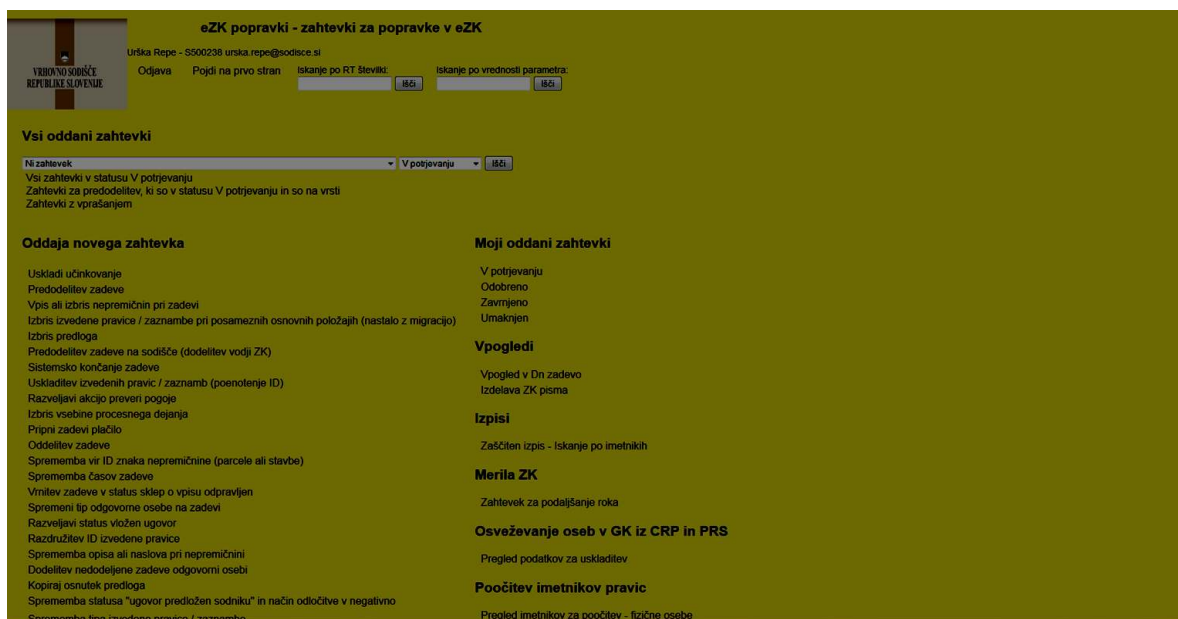 eZK popravki - zahtevki za popravke v eZK
VRHOVNO SODIŠČE
REPUBLIKE SLOVENIJE
Urška Repe - S500238 urska.repe@sodisce.si
Odjava Pojdi na prvo stran Iskanje po RT številki: Išči Iskanje po vrednosti parametra: Išči
Vsi oddani zahtevki
Ni zahtevek V potrjevanju Išči
Vsi zahtevki v statusu V potrjevanju
Zahtevki za predodelitev, ki so v statusu V potrjevanju in so na vrsti
Zahtevki z vprašanjem
Oddaja novega zahtevka
Uskladi učinkovanje
Predodelitev zadeve
Vpis ali izbris nepremičnin pri zadevi
Izbris izvedene pravice / zaznambe pri posameznih osnovnih položajih (nastalo z migracijo)
Izbris predloga
Predodelitev zadeve na sodišče (dodelitev vodji ZK)
Sistemsko končanje zadeve
Uskladitev izvedenih pravic / zaznamb (poenotenje ID)
Razveljavi akcijo preveri pogoje
Izbris vsebine procesnega dejanja
Pripni zadevi plačilo
Oddelitev zadeve
Sprememba vir ID znaka nepremičnine (parcele ali stavbe)
Sprememba časov zadeve
Vrnitev zadeve v status sklep o vpisu odpravljen
Spremeni tip odgovorne osebe na zadevi
Razveljavi status vložen ugovor
Razdružitev ID izvedene pravice
Sprememba opisa ali naslova pri nepremičnini
Dodelitev nedodeljene zadeve odgovorni osebi
Kopiraj osnutek predloga
Sprememba statusa "ugovor predložen sodniku" in način odločitve v negativno
Sprememba tipa izvedene pravice / zaznambe
Moji oddani zahtevki
V potrjevanju
Odobreno
Zavrnjeno
Umaknjen
Vpogledi
Vpogled v Dn zadevo
Izdelava ZK pisma
Izpisi
Zaščiten izpis - Iskanje po imetnikih
Merila ZK
Zahtevek za podaljšanje roka
Osveževanje oseb v GK iz CRP in PRS
Pregled podatkov za uskladitev
Poočitev imetnikov pravic
Pregled imetnikov za poočitev - fizične osebe